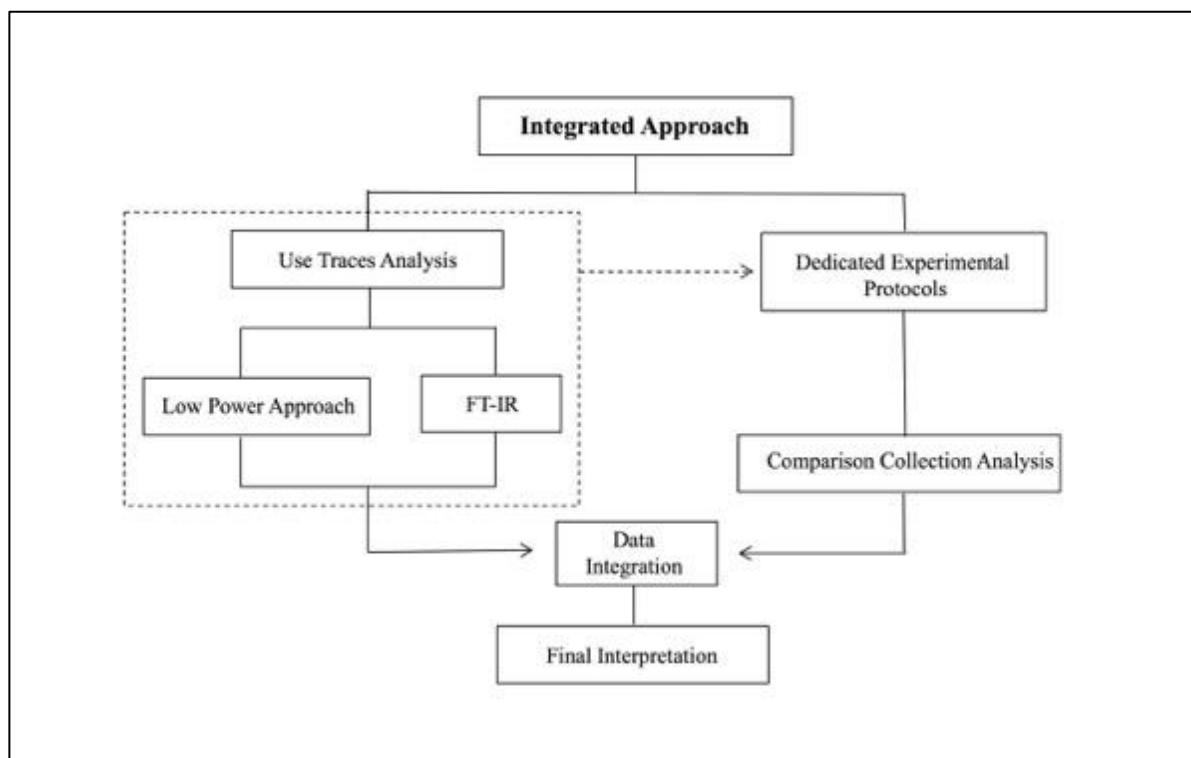 Integrated Approach
Use Traces Analysis
Dedicated Experimental
Protocols
Low Power Approach
FT-IR
Comparison Collection Analysis
Data
Integration
Final Interpretation